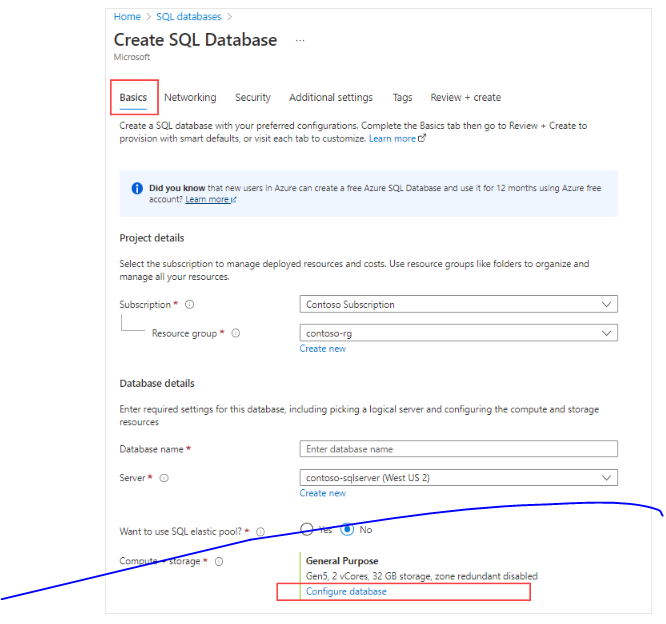 Home > SQL databases >
Create SQL Database ...
Microsoft
Basics Networking Security Additional settings Tags Review + create
Create a SQL database with your preferred configurations. Complete the Basics tab then go to Review + Create to
provision with smart defaults, or visit each tab to customize. Learn more
Did you know that new users in Azure can create a free Azure SQL Database and use it for 12 months using Azure free
account? Learn more
Project details
Select the subscription to manage deployed resources and costs. Use resource groups like folders to organize and
manage all your resources.
Subscription * Contoso Subscription
Resource group * contoso-rg
Create new
Database details
Enter required settings for this database, including picking a logical server and configuring the compute and storage
resources
Database name * Enter database name
Server * contoso-sqlserver (West US 2)
Create new
Want to use SQL elastic pool? * Yes No
Compute + storage * General Purpose
Gen5, 2 vCores, 32 GB storage, zone redundant disabled
Configure database